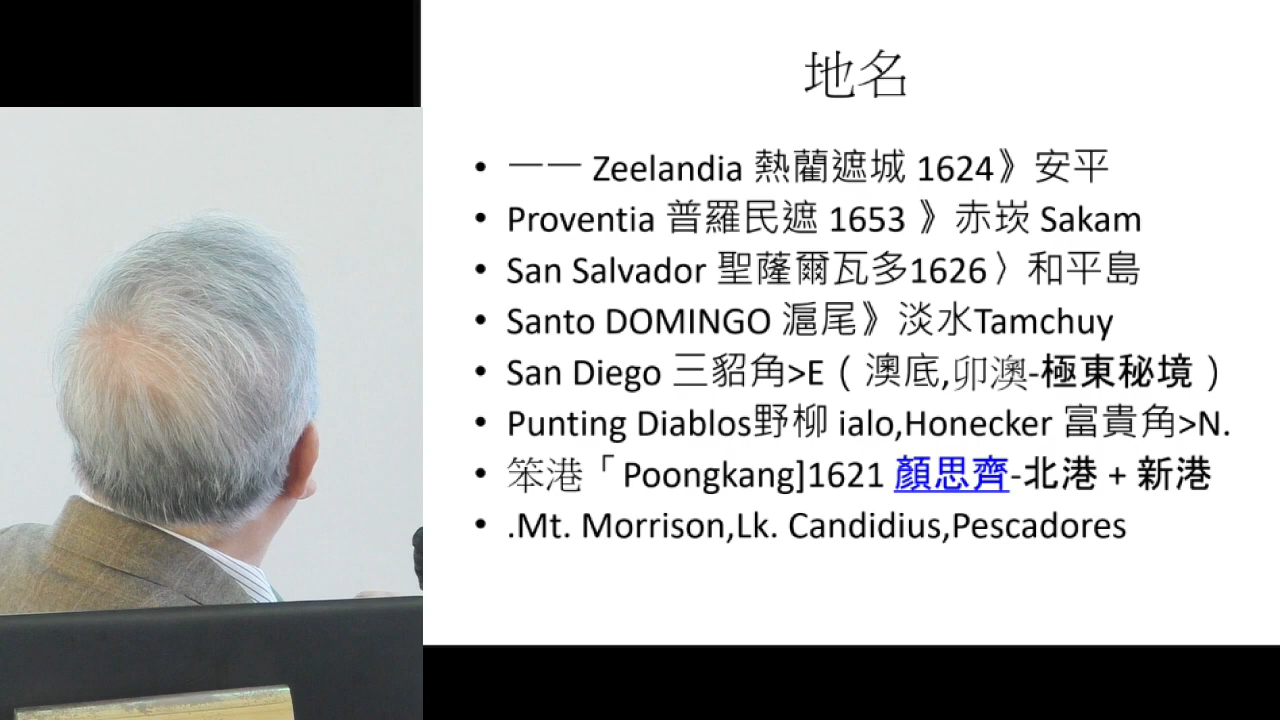 地名
• 一一 Zeelandia 熱藺遮城 1624》安平
• Proventia 普羅民遮 1653 》赤崁 Sakam
• San Salvador 聖薩爾瓦多1626〉和平島
• Santo DOMINGO 滬尾》淡水Tamchuy
• San Diego 三貂角>E（澳底,卯澳-極東秘境）
• Punting Diablos野柳 ialo,Honecker 富貴角>N.
• 笨港「Poongkang]1621 顏思齊-北港 + 新港
• .Mt. Morrison,Lk. Candidius,Pescadores